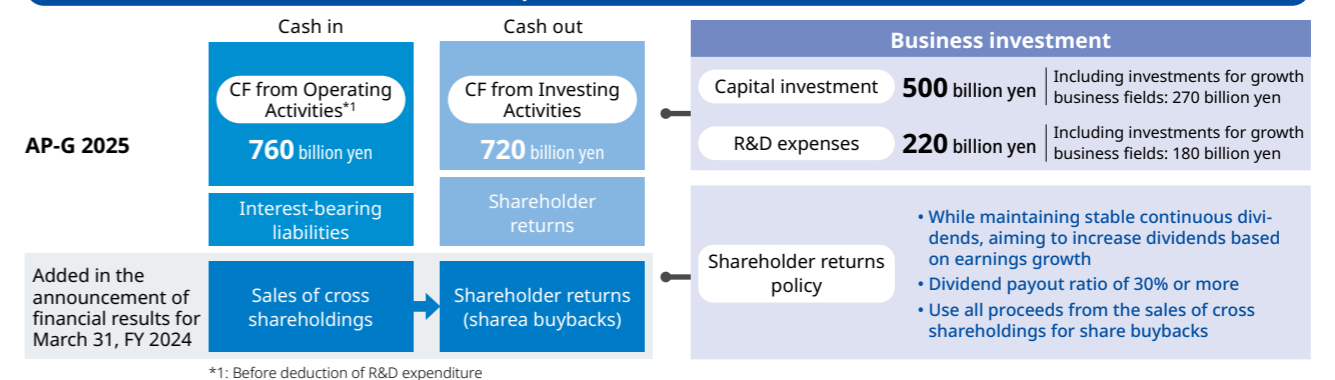 Cash in
Cash out
AP-G 2025
CF from Operating
Activities*1
760 billion yen
CF from Investing
Activities
720 billion yen
Interest-bearing
liabilities
Shareholder
returns
Added in the
announcement of
financial results for
March 31, FY 2024
Sales of cross
shareholdings
Shareholder returns
(sharea buybacks)
*1: Before deduction of R&D expenditure
Business investment
Capital investment
500 billion yen
Including investments for growth
business fields: 270 billion yen
R&D expenses
220 billion yen
Including investments for growth
business fields: 180 billion yen
Shareholder returns
policy
• While maintaining stable continuous divi-
dends, aiming to increase dividends based
on earnings growth
• Dividend payout ratio of 30% or more
• Use all proceeds from the sales of cross
shareholdings for share buybacks